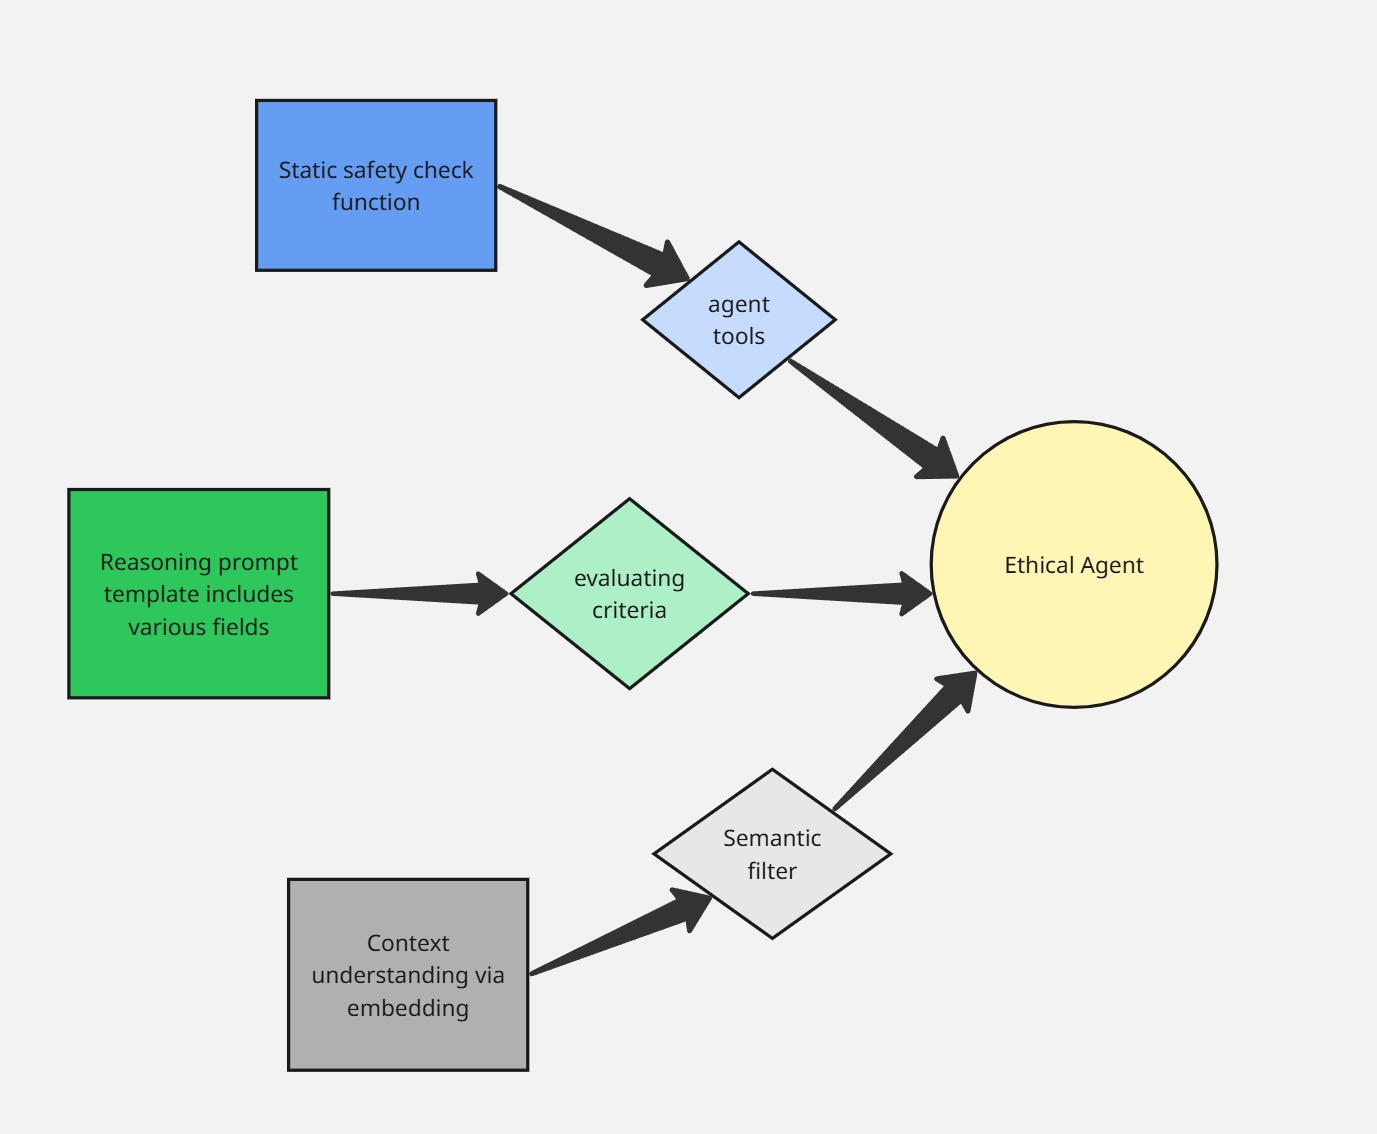 Static safety check
function
agent
tools
Reasoning prompt
template includes
various fields
evaluating
criteria
Ethical Agent
Semantic
filter
Context
understanding via
embedding